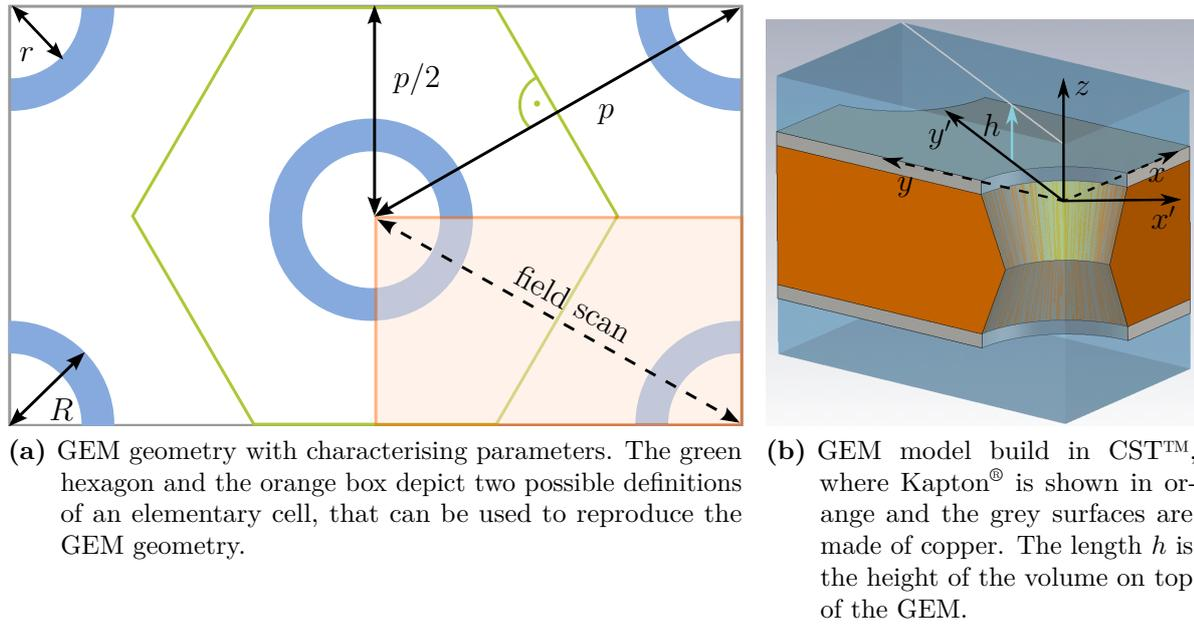 r
p/2
p
field scan
R
z
y′
h
x
y
x′
(a) GEM geometry with characterising parameters. The green
hexagon and the orange box depict two possible definitions
of an elementary cell, that can be used to reproduce the
GEM geometry.
(b) GEM model build in CST™,
where Kapton® is shown in or-
ange and the grey surfaces are
made of copper. The length h is
the height of the volume on top
of the GEM.